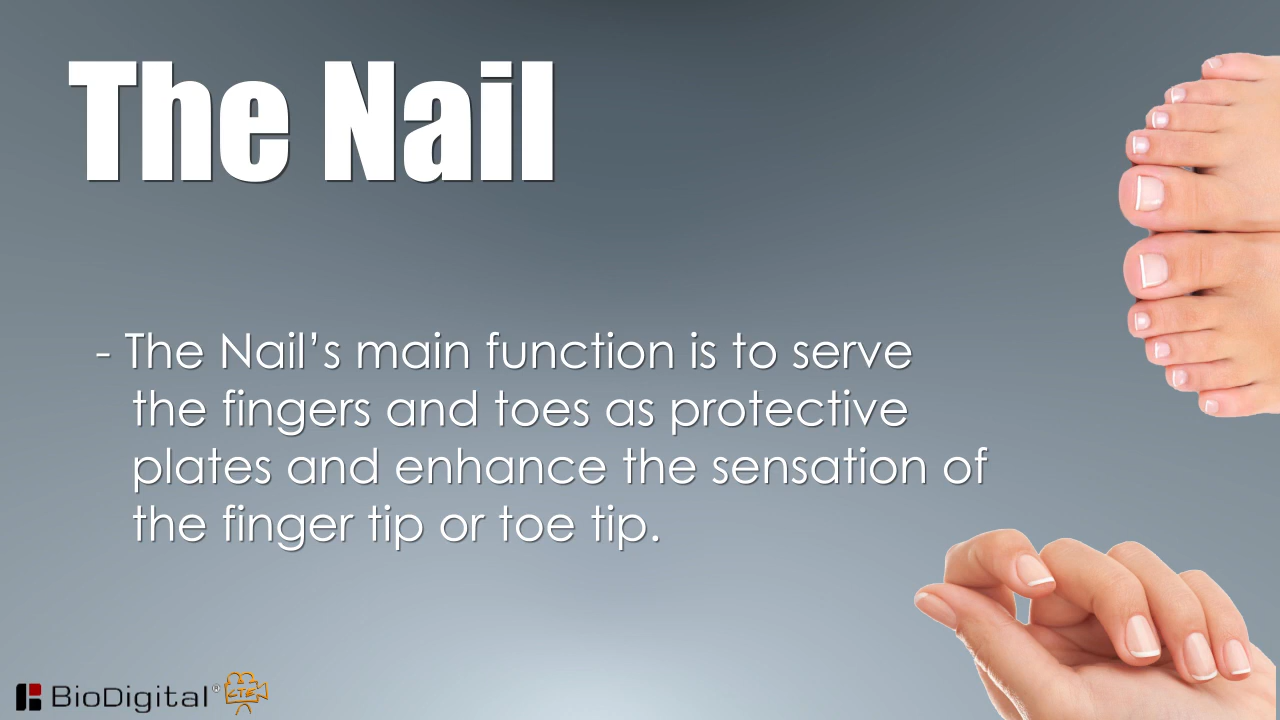 The Nail
- The Nail’s main function is to serve
the fingers and toes as protective
plates and enhance the sensation of
the finger tip or toe tip.
BioDigital®